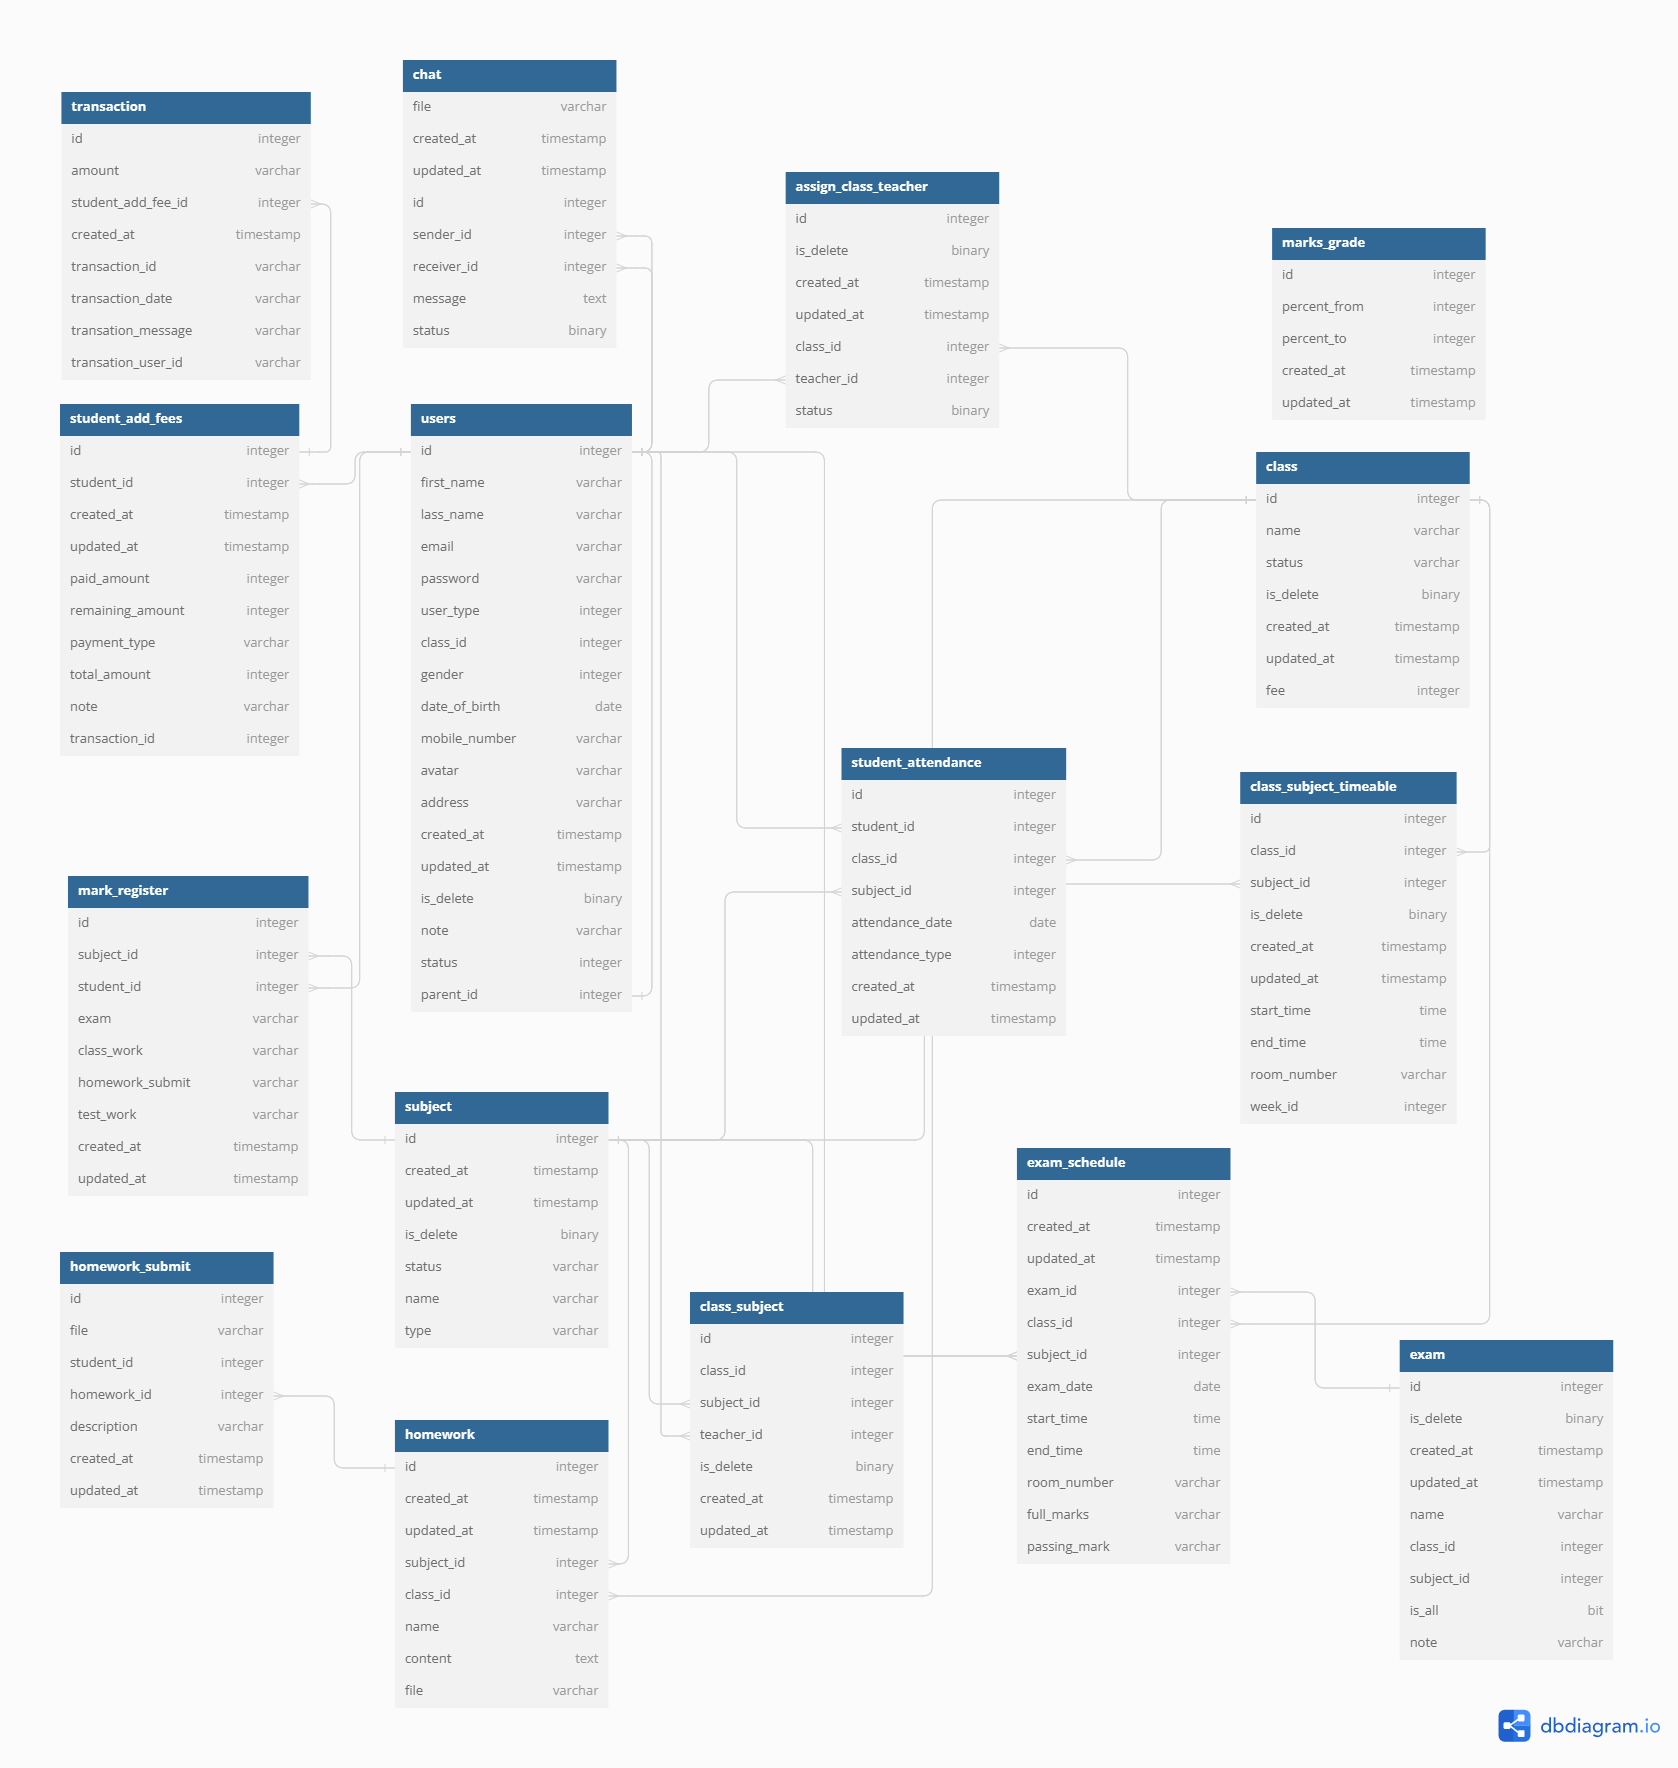 chat
file varchar
created_at timestamp
updated_at timestamp
id integer
sender_id integer
receiver_id integer
message text
status binary
transaction
id integer
amount varchar
student_add_fee_id integer
created_at timestamp
transaction_id varchar
transaction_date varchar
transation_message varchar
transation_user_id varchar
assign_class_teacher
id integer
is_delete binary
created_at timestamp
updated_at timestamp
class_id integer
teacher_id integer
status binary
marks_grade
id integer
percent_from integer
percent_to integer
created_at timestamp
updated_at timestamp
student_add_fees
id integer
student_id integer
created_at timestamp
updated_at timestamp
paid_amount integer
remaining_amount integer
payment_type varchar
total_amount integer
note varchar
transaction_id integer
users
id integer
first_name varchar
lass_name varchar
email varchar
password varchar
user_type integer
class_id integer
gender integer
date_of_birth date
mobile_number varchar
avatar varchar
address varchar
created_at timestamp
updated_at timestamp
is_delete binary
note varchar
status integer
parent_id integer
class
id integer
name varchar
status varchar
is_delete binary
created_at timestamp
updated_at timestamp
fee integer
student_attendance
id integer
student_id integer
class_id integer
subject_id integer
attendance_date date
attendance_type integer
created_at timestamp
updated_at timestamp
class_subject_timeable
id integer
class_id integer
subject_id integer
is_delete binary
created_at timestamp
updated_at timestamp
start_time time
end_time time
room_number varchar
week_id integer
mark_register
id integer
subject_id integer
student_id integer
exam varchar
class_work varchar
homework_submit varchar
test_work varchar
created_at timestamp
updated_at timestamp
subject
id integer
created_at timestamp
updated_at timestamp
is_delete binary
status varchar
name varchar
type varchar
exam_schedule
id integer
created_at timestamp
updated_at timestamp
exam_id integer
class_id integer
subject_id integer
exam_date date
start_time time
end_time time
room_number varchar
full_marks varchar
passing_mark varchar
homework_submit
id integer
file varchar
student_id integer
homework_id integer
description varchar
created_at timestamp
updated_at timestamp
class_subject
id integer
class_id integer
subject_id integer
teacher_id integer
is_delete binary
created_at timestamp
updated_at timestamp
exam
id integer
is_delete binary
created_at timestamp
updated_at timestamp
name varchar
class_id integer
subject_id integer
is_all bit
note varchar
homework
id integer
created_at timestamp
updated_at timestamp
subject_id integer
class_id integer
name varchar
content text
file varchar
dbdiagram.io